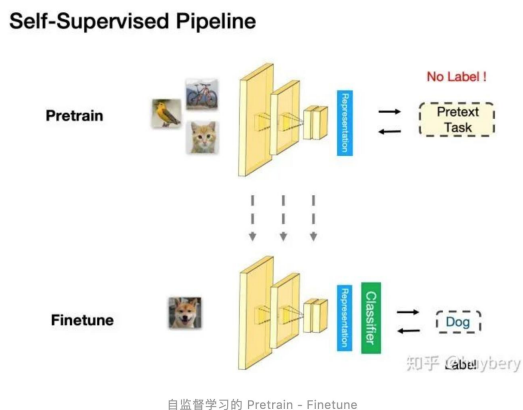 Self-Supervised Pipeline
No Label !
Pretrain
Representation
Pretext
Task
Finetune
Representation
Classifier
Dog
Label
知乎
自监督学习的 Pretrain - Finetune